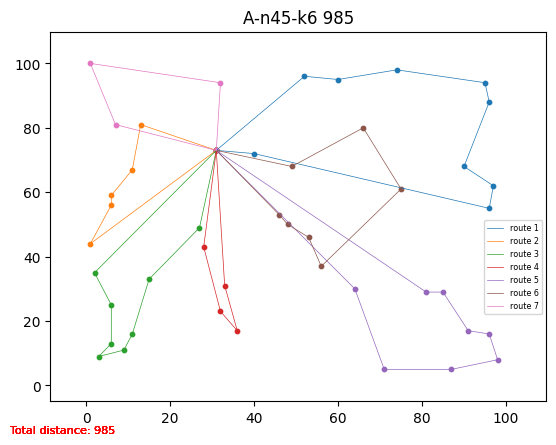 A-n45-k6 985
100
80
60
40
20
0
0 20 40 60 80 100
route 1
route 2
route 3
route 4
route 5
route 6
route 7
Total distance: 985